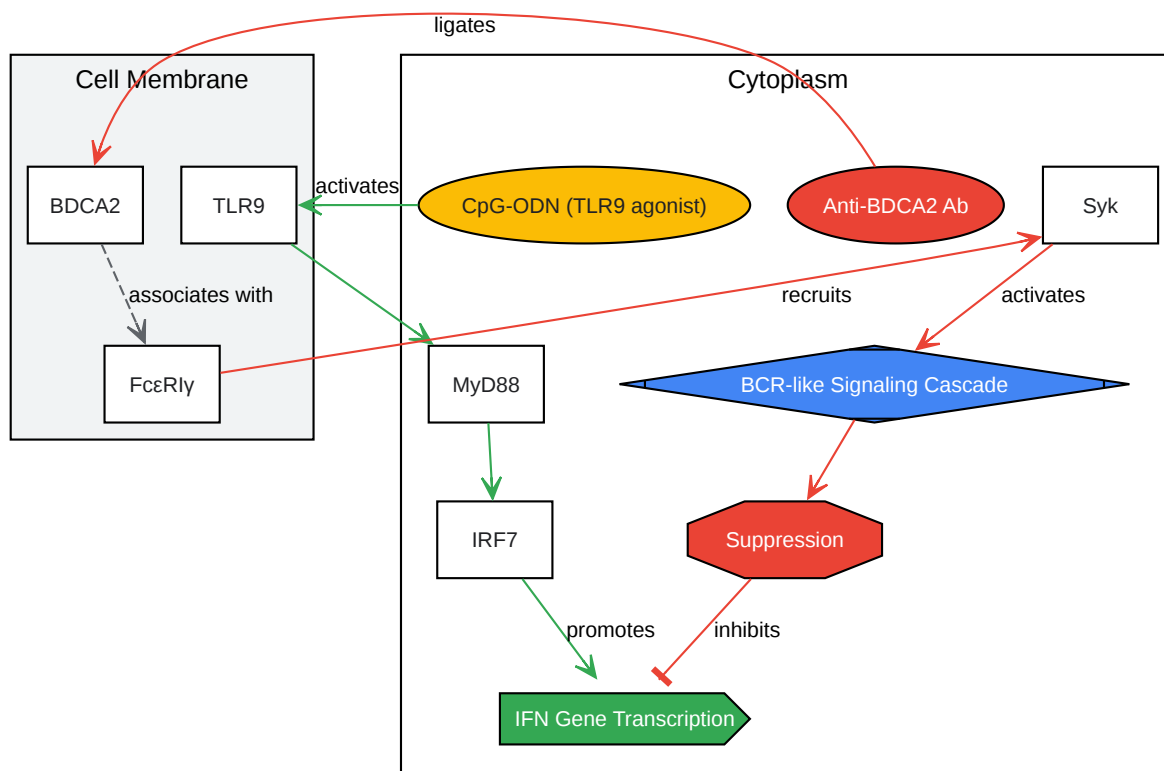 ligates
Cell Membrane
Cytoplasm
BDCA2
TLR9
activates
CpG-ODN (TLR9 agonist)
Anti-BDCA2 Ab
Syk
associates with
recruits
activates
FcεRIγ
MyD88
BCR-like Signaling Cascade
IRF7
Suppression
promotes
inhibits
IFN Gene Transcription